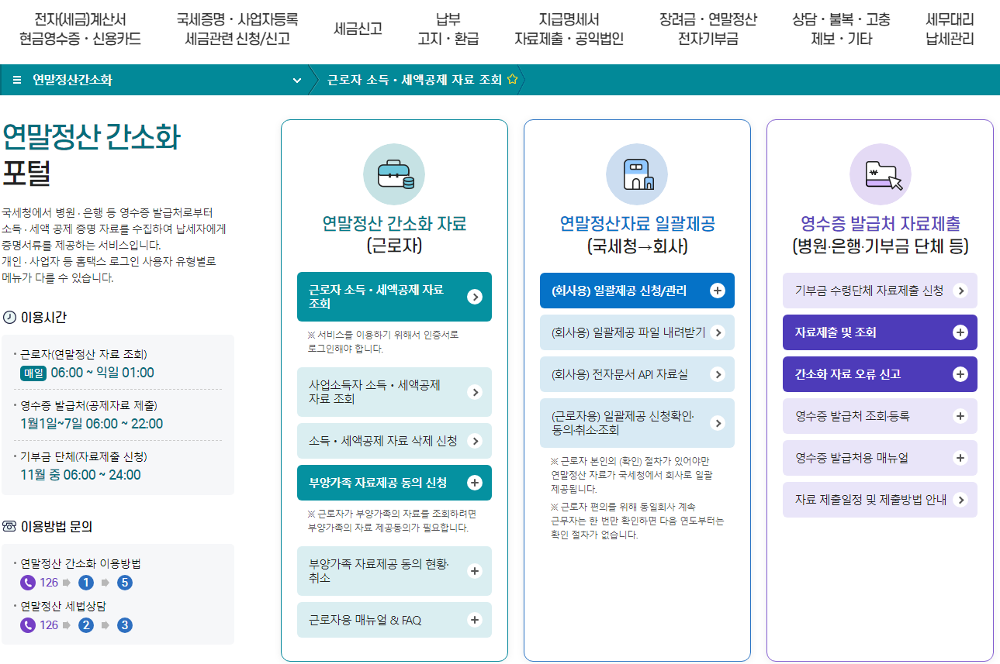 전자(세금)계산서
현금영수증・신용카드
국세증명・사업자등록
세금관련 신청/신고
세금신고
납부
고지・환급
지급명세서
자료제출・공익법인
장려금・연말정산
전자기부금
상담・불복・고충
제보・기타
세무대리
납세관리
연말정산간소화
근로자 소득・세액공제 자료 조회
연말정산 간소화
포털
국세청에서 병원 · 은행 등 영수증 발급처로부터
소득 · 세액 공제 증명 자료를 수집하여 납세자에게
증명서류를 제공하는 서비스입니다.
개인 · 사업자 등 홈택스 로그인 사용자 유형별로
메뉴가 다를 수 있습니다.
이용시간
· 근로자(연말정산 자료 조회)
매일 06:00 ~ 익일 01:00
· 영수증 발급처(공제자료 제출)
1월1일~7일 06:00 ~ 22:00
· 기부금 단체(자료제출 신청)
11월 중 06:00 ~ 24:00
이용방법 문의
· 연말정산 간소화 이용방법
126 1 5
· 연말정산 세법상담
126 2 3
연말정산 간소화 자료
(근로자)
근로자 소득・세액공제 자료
조회
※ 서비스를 이용하기 위해서 인증서로
로그인해야 합니다.
사업소득자 소득・세액공제
자료 조회
소득・세액공제 자료 삭제 신청
부양가족 자료제공 동의 신청
※ 근로자가 부양가족의 자료를 조회하려면
부양가족의 자료 제공동의가 필요합니다.
부양가족 자료제공 동의 현황·
취소
근로자용 매뉴얼 & FAQ
연말정산자료 일괄제공
(국세청→회사)
(회사용) 일괄제공 신청/관리
(회사용) 일괄제공 파일 내려받기
(회사용) 전자문서 API 자료실
(근로자용) 일괄제공 신청확인·
동의·취소·조회
※ 근로자 본인의 (확인) 절차가 있어야만
연말정산 자료가 국세청에서 회사로 일괄
제공됩니다.
※ 근로자 편의를 위해 동일회사 계속
근무자는 한 번만 확인하면 다음 연도부터는
확인 절차가 없습니다.
영수증 발급처 자료제출
(병원·은행·기부금 단체 등)
기부금 수령단체 자료제출 신청
자료제출 및 조회
간소화 자료 오류 신고
영수증 발급처 조회·등록
영수증 발급처용 매뉴얼
자료 제출일정 및 제출방법 안내